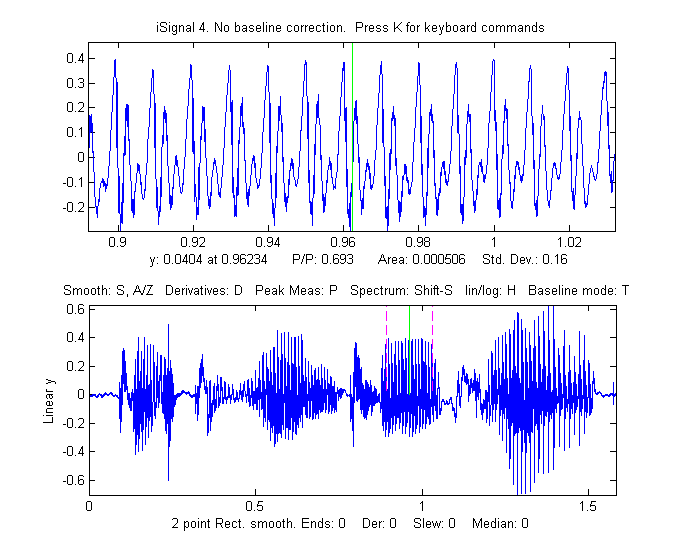 iSignal 4. No baseline correction. Press K for keyboard commands
0.4
0.3
0.2
0.1
0
-0.1
-0.2
0.9 0.92 0.94 0.96 0.98 1 1.02
y: 0.0404 at 0.96234 P/P: 0.693 Area: 0.000506 Std. Dev.: 0.16
Smooth: S, A/Z Derivatives: D Peak Meas: P Spectrum: Shift-S lin/log: H Baseline mode: T
0.6
0.4
0.2
0
-0.2
-0.4
-0.6
Linear y
0 0.5 1 1.5
2 point Rect. smooth. Ends: 0 Der: 0 Slew: 0 Median: 0